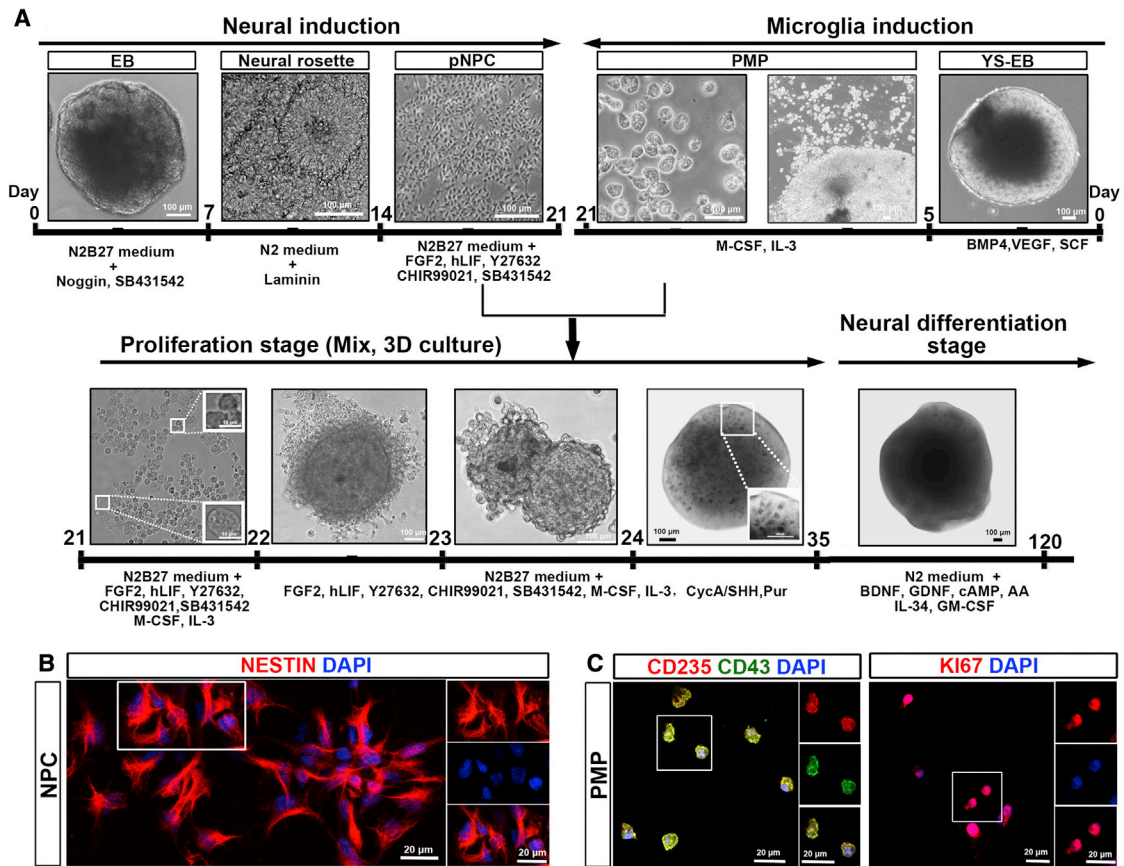 A
Neural induction
Microglia induction
EB
Neural rosette
pNPC
PMP
YS-EB
100 µm
100 µm
100 µm
100 µm
100 µm
100 µm
Day
0
7
14
21
21
5
Day
0
N2B27 medium
+
Noggin, SB431542
N2 medium
+
Laminin
N2B27 medium +
FGF2, hLIF, Y27632
CHIR99021, SB431542
M-CSF, IL-3
BMP4,VEGF, SCF
Proliferation stage (Mix, 3D culture)
Neural differentiation
stage
100 µm
100 µm
100 µm
100 µm
21
22
23
24
35
120
N2B27 medium +
FGF2, hLIF, Y27632,
CHIR99021,SB431542
M-CSF, IL-3
N2B27 medium +
FGF2, hLIF, Y27632, CHIR99021, SB431542, M-CSF, IL-3, CycA/SHH,Pur
N2 medium +
BDNF, GDNF, cAMP, AA
IL-34, GM-CSF
B
NESTIN DAPI
NPC
20 µm
20 µm
C
CD235 CD43 DAPI
KI67 DAPI
PMP
20 µm
20 µm
20 µm
20 µm